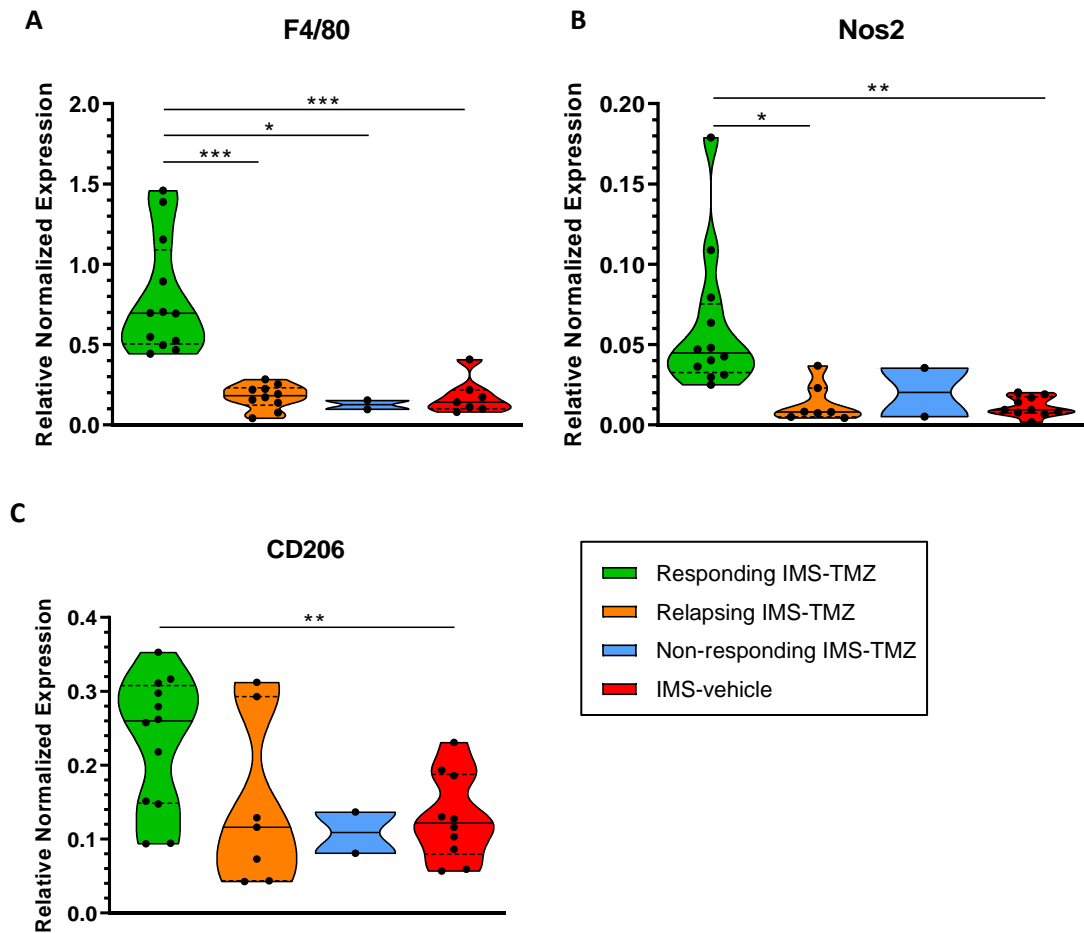 A
F4/80
Relative Normalized Expression
2.0
1.5
1.0
0.5
0.0
***
*
***
B
Nos2
Relative Normalized Expression
0.20
0.15
0.10
0.05
0.00
**
*
C
CD206
Relative Normalized Expression
0.4
0.3
0.2
0.1
0.0
**
Responding IMS-TMZ
Relapsing IMS-TMZ
Non-responding IMS-TMZ
IMS-vehicle